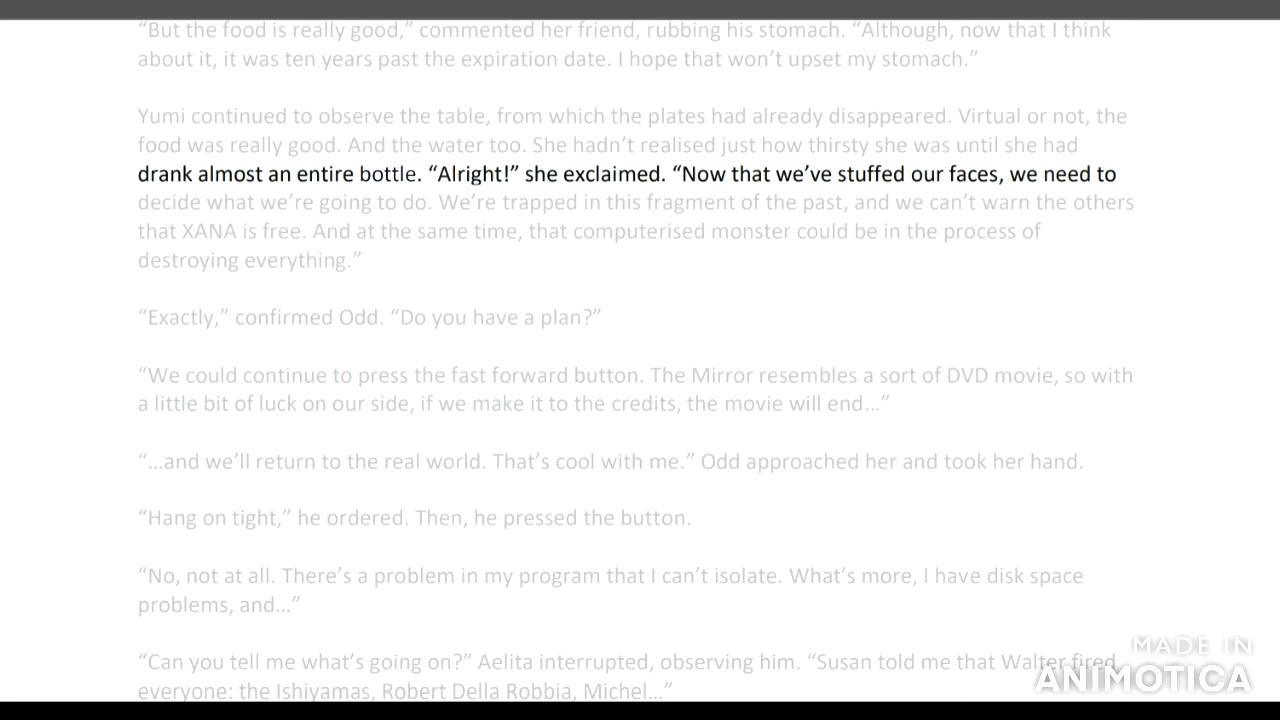 “But the food is really good,” commented her friend, rubbing his stomach. “Although, now that I think
about it, it was ten years past the expiration date. I hope that won’t upset my stomach.”
Yumi continued to observe the table, from which the plates had already disappeared. Virtual or not, the
food was really good. And the water too. She hadn’t realised just how thirsty she was until she had
drank almost an entire bottle. “Alright!” she exclaimed. “Now that we’ve stuffed our faces, we need to
decide what we’re going to do. We’re trapped in this fragment of the past, and we can’t warn the others
that XANA is free. And at the same time, that computerised monster could be in the process of
destroying everything.”
“Exactly,” confirmed Odd. “Do you have a plan?”
“We could continue to press the fast forward button. The Mirror resembles a sort of DVD movie, so with
a little bit of luck on our side, if we make it to the credits, the movie will end…”
“…and we’ll return to the real world. That’s cool with me.” Odd approached her and took her hand.
“Hang on tight,” he ordered. Then, he pressed the button.
“No, not at all. There’s a problem in my program that I can’t isolate. What’s more, I have disk space
problems, and…”
“Can you tell me what’s going on?” Aelita interrupted, observing him. “Susan told me that Walter fired
everyone: the Ishiyamas, Robert Della Robbia, Michel…”
MADE IN
ANIMOTICA